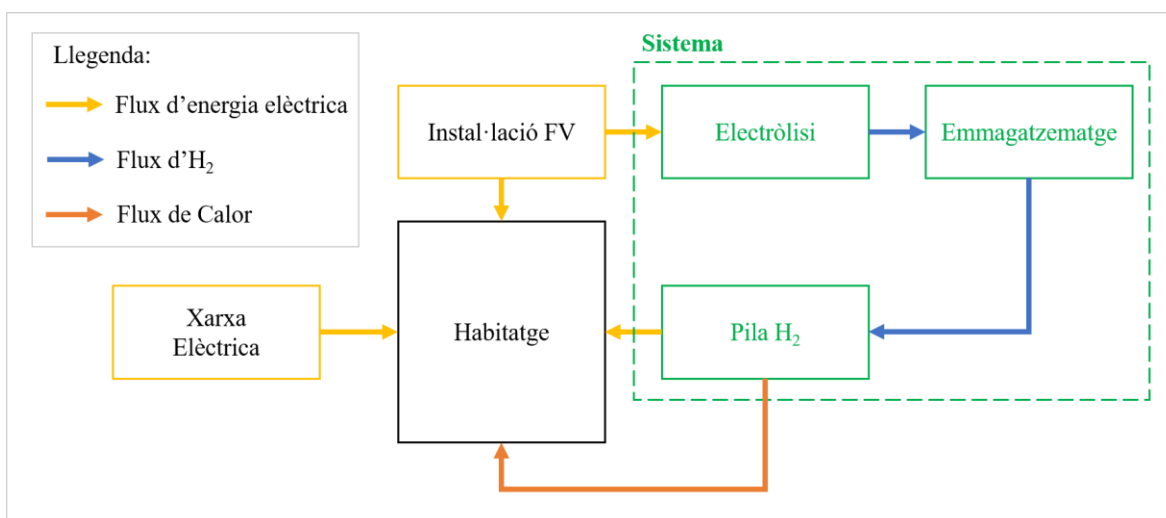 Llegenda:
Flux d'energia elèctrica
Flux d'H₂
Flux de Calor
Sistema
Instal·lació FV
Electròlisi
Emmagatzematge
Xarxa
Elèctrica
Habitatge
Pila H₂